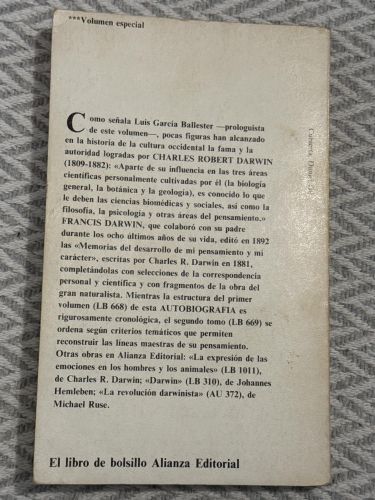 ***Volumen especial
Como señala Luis García Ballester —prologuista
de este volumen—, pocas figuras han alcanzado
en la historia de la cultura occidental la fama y la
autoridad logradas por CHARLES ROBERT DARWIN
(1809-1882): «Aparte de su influencia en las tres áreas
científicas personalmente cultivadas por él (la biología
general, la botánica y la geología), es conocido lo que
le deben las ciencias biomédicas y sociales, así como la
filosofía, la psicología y otras áreas del pensamiento.»
FRANCIS DARWIN, que colaboró con su padre
durante los ocho últimos años de su vida, editó en 1892
las «Memorias del desarrollo de mi pensamiento y mi
carácter», escritas por Charles R. Darwin en 1881,
completándolas con selecciones de la correspondencia
personal y científica y con fragmentos de la obra del
gran naturalista. Mientras la estructura del primer
volumen (LB 668) de esta AUTOBIOGRAFIA es
rigurosamente cronológica, el segundo tomo (LB 669) se
ordena según criterios temáticos que permiten
reconstruir las líneas maestras de su pensamiento.
Otras obras en Alianza Editorial: «La expresión de las
emociones en los hombres y los animales» (LB 1011),
de Charles R. Darwin; «Darwin» (LB 310), de Johannes
Hemleben; «La revolución darwinista» (AU 372), de
Michael Ruse.
El libro de bolsillo Alianza Editorial
Cubierta Daniel